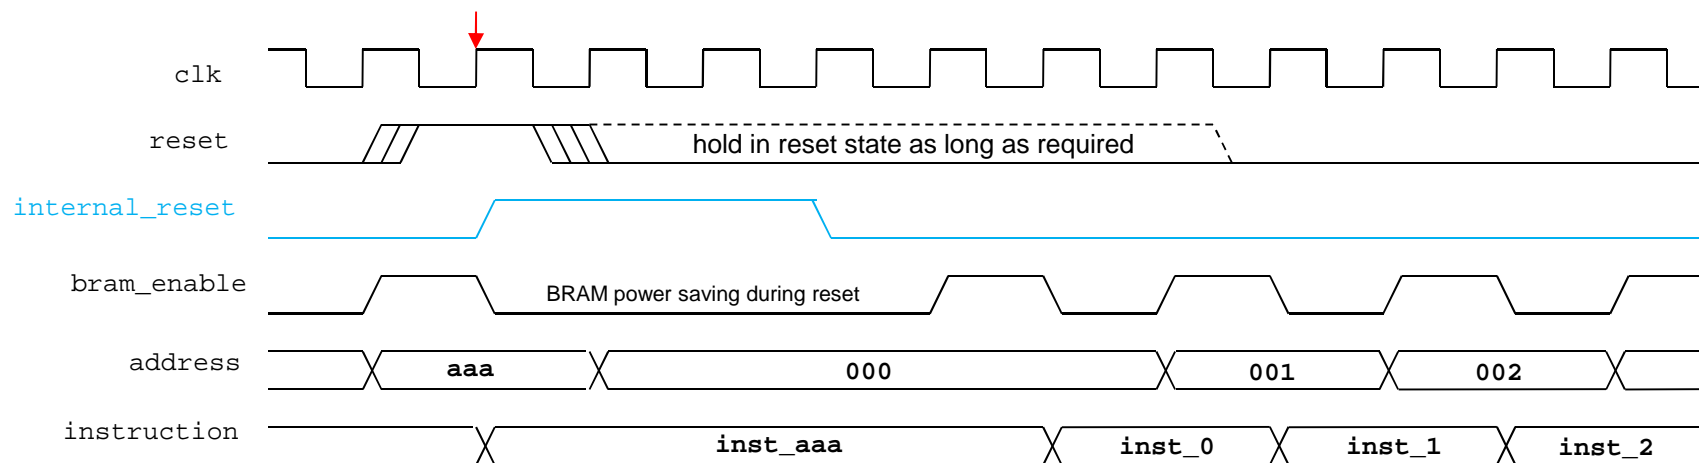 clk
reset
hold in reset state as long as required
internal_reset
bram_enable
BRAM power saving during reset
address
aaa
000
001
002
instruction
inst_aaa
inst_0
inst_1
inst_2